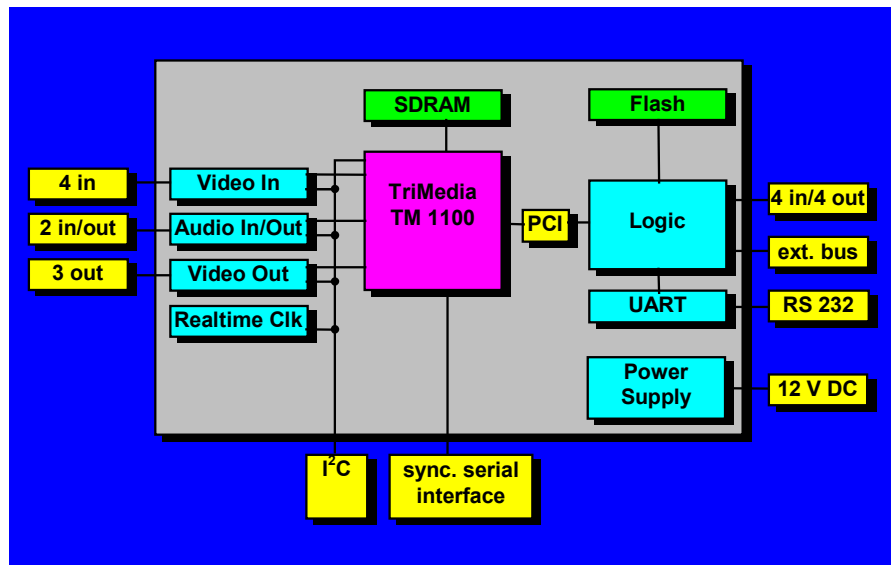 SDRAM
Flash
4 in
Video In
TriMedia
TM 1100
4 in/4 out
2 in/out
Audio In/Out
PCI
Logic
ext. bus
3 out
Video Out
Realtime Clk
UART
RS 232
Power
Supply
12 V DC
I²C
sync. serial
interface